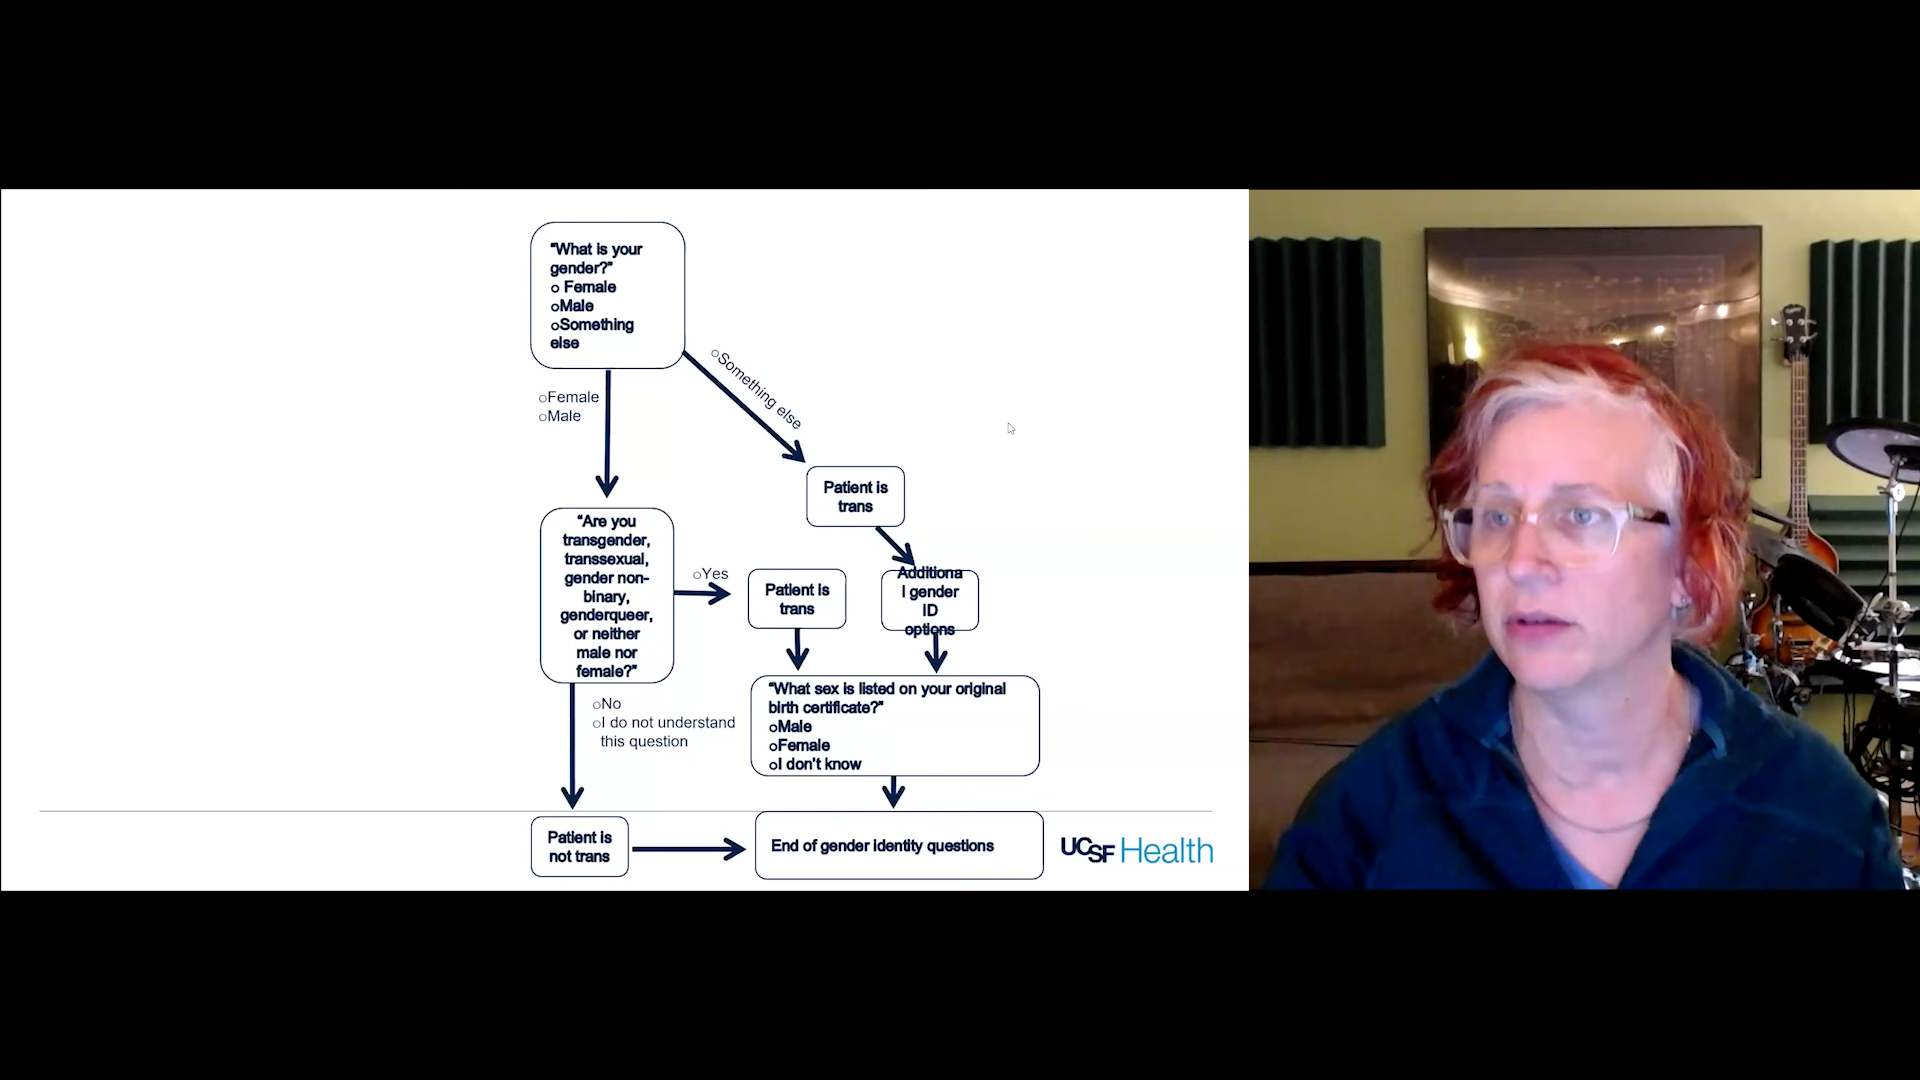 “What is your
gender?”
o Female
oMale
oSomething
else
oFemale
oMale
oSomething else
Patient is
trans
“Are you
transgender,
transsexual,
gender non-
binary,
genderqueer,
or neither
male nor
female?”
oYes
Patient is
trans
Additiona
l gender
ID
options
oNo
oI do not understand
this question
“What sex is listed on your original
birth certificate?”
oMale
oFemale
oI don’t know
Patient is
not trans
End of gender identity questions
UCSF Health